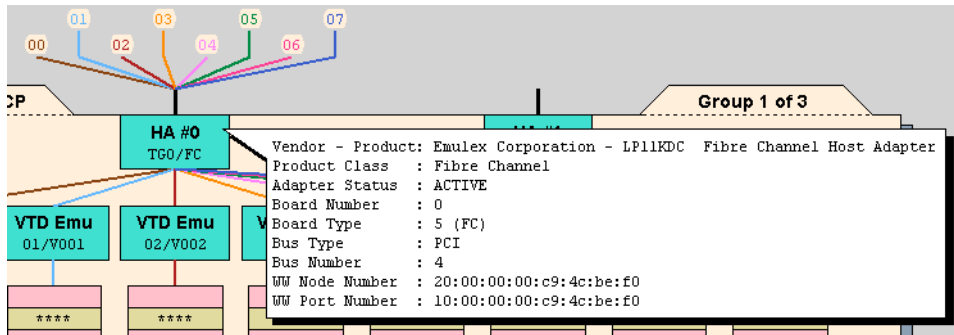 01 03 05 07
00 02 04 06
CP
Group 1 of 3
HA #0
TG0/FC
Vendor - Product: Emulex Corporation - LP11KDC  Fibre Channel Host Adapter
Product Class   : Fibre Channel
Adapter Status  : ACTIVE
Board Number    : 0
Board Type      : 5 (FC)
Bus Type        : PCI
Bus Number      : 4
WW Node Number  : 20:00:00:00:c9:4c:be:f0
WW Port Number  : 10:00:00:00:c9:4c:be:f0
VTD Emu
01/V001
VTD Emu
02/V002
**** ****